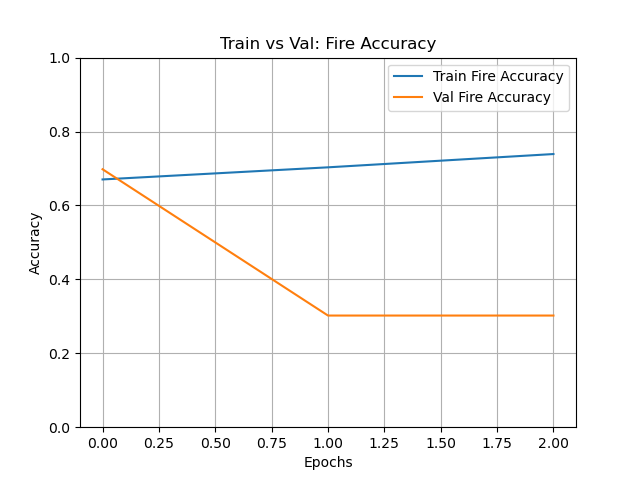 Train vs Val: Fire Accuracy
1.0
0.8
0.6
0.4
0.2
0.0
Accuracy
Train Fire Accuracy
Val Fire Accuracy
0.00 0.25 0.50 0.75 1.00 1.25 1.50 1.75 2.00
Epochs